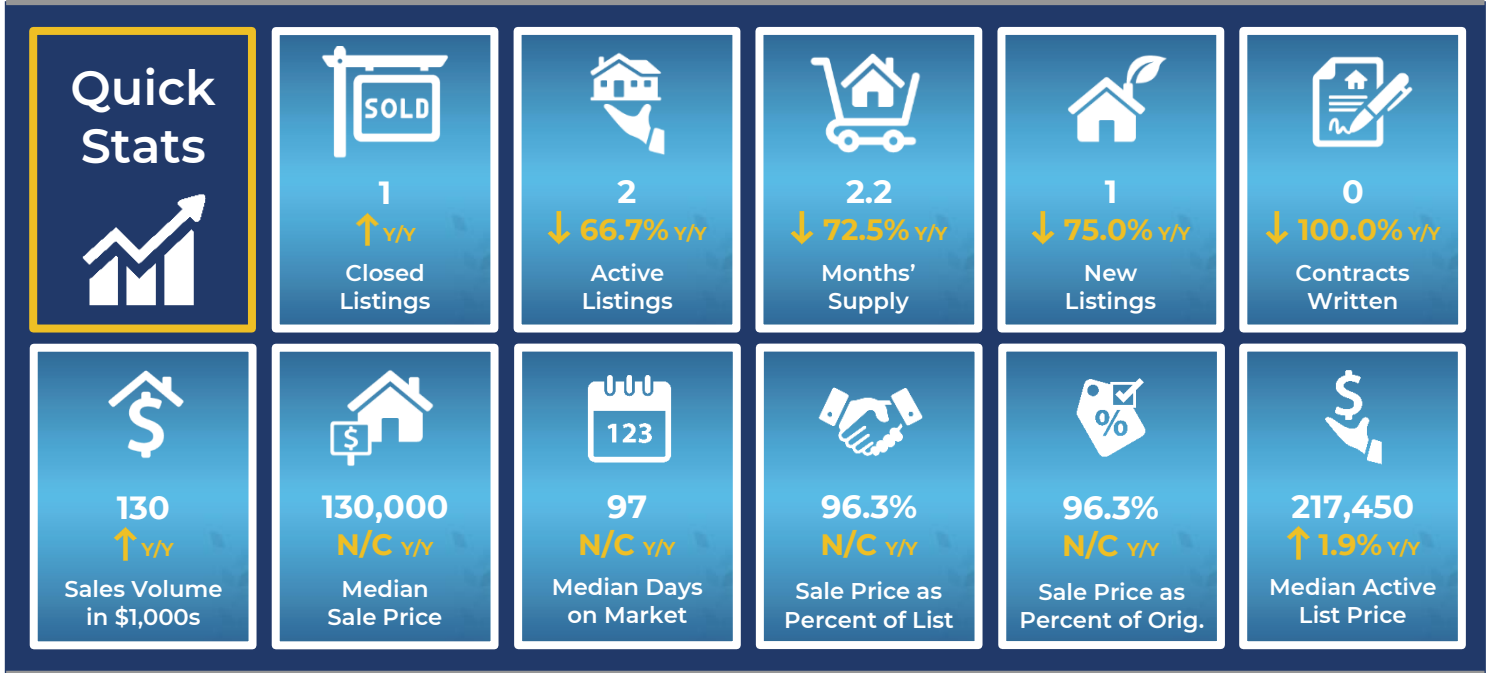 Quick
Stats
SOLD
1
↑ Y/Y
Closed
Listings
2
↓ 66.7% Y/Y
Active
Listings
2.2
↓ 72.5% Y/Y
Months’
Supply
1
↓ 75.0% Y/Y
New
Listings
0
↓ 100.0% Y/Y
Contracts
Written
$
130
↑ Y/Y
Sales Volume
in $1,000s
$
130,000
N/C Y/Y
Median
Sale Price
123
97
N/C Y/Y
Median Days
on Market
96.3%
N/C Y/Y
Sale Price as
Percent of List
%
96.3%
N/C Y/Y
Sale Price as
Percent of Orig.
$
217,450
↑ 1.9% Y/Y
Median Active
List Price